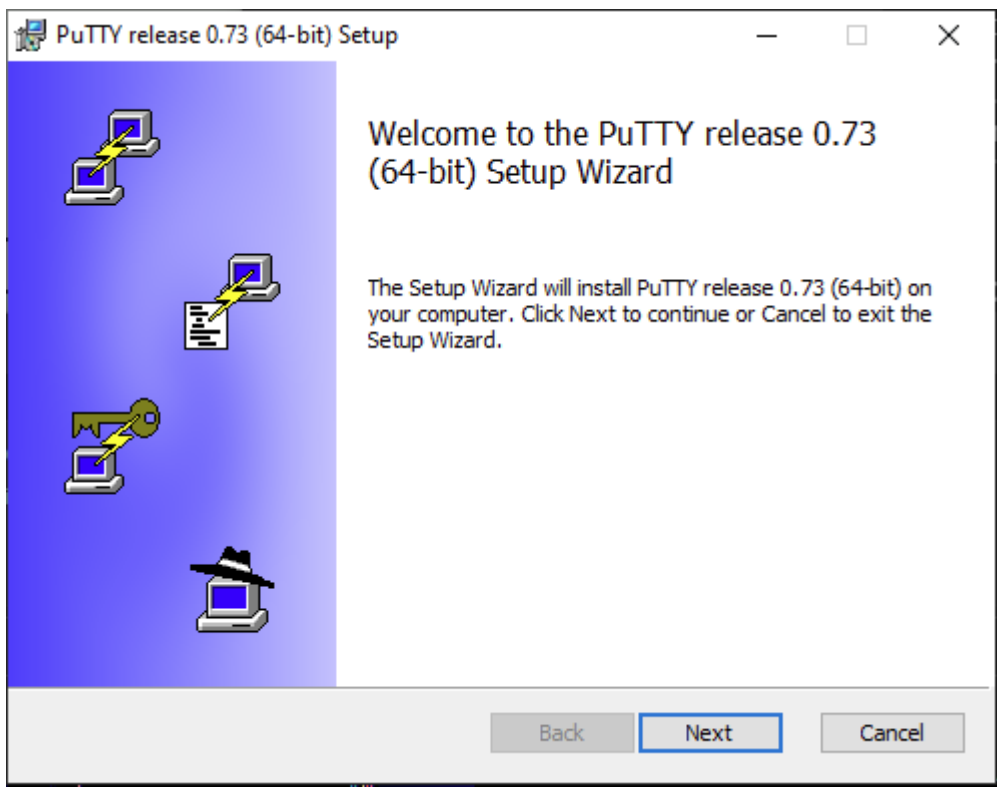 PuTTY release 0.73 (64-bit) Setup
Welcome to the PuTTY release 0.73
(64-bit) Setup Wizard
The Setup Wizard will install PuTTY release 0.73 (64-bit) on
your computer. Click Next to continue or Cancel to exit the
Setup Wizard.
Back
Next
Cancel